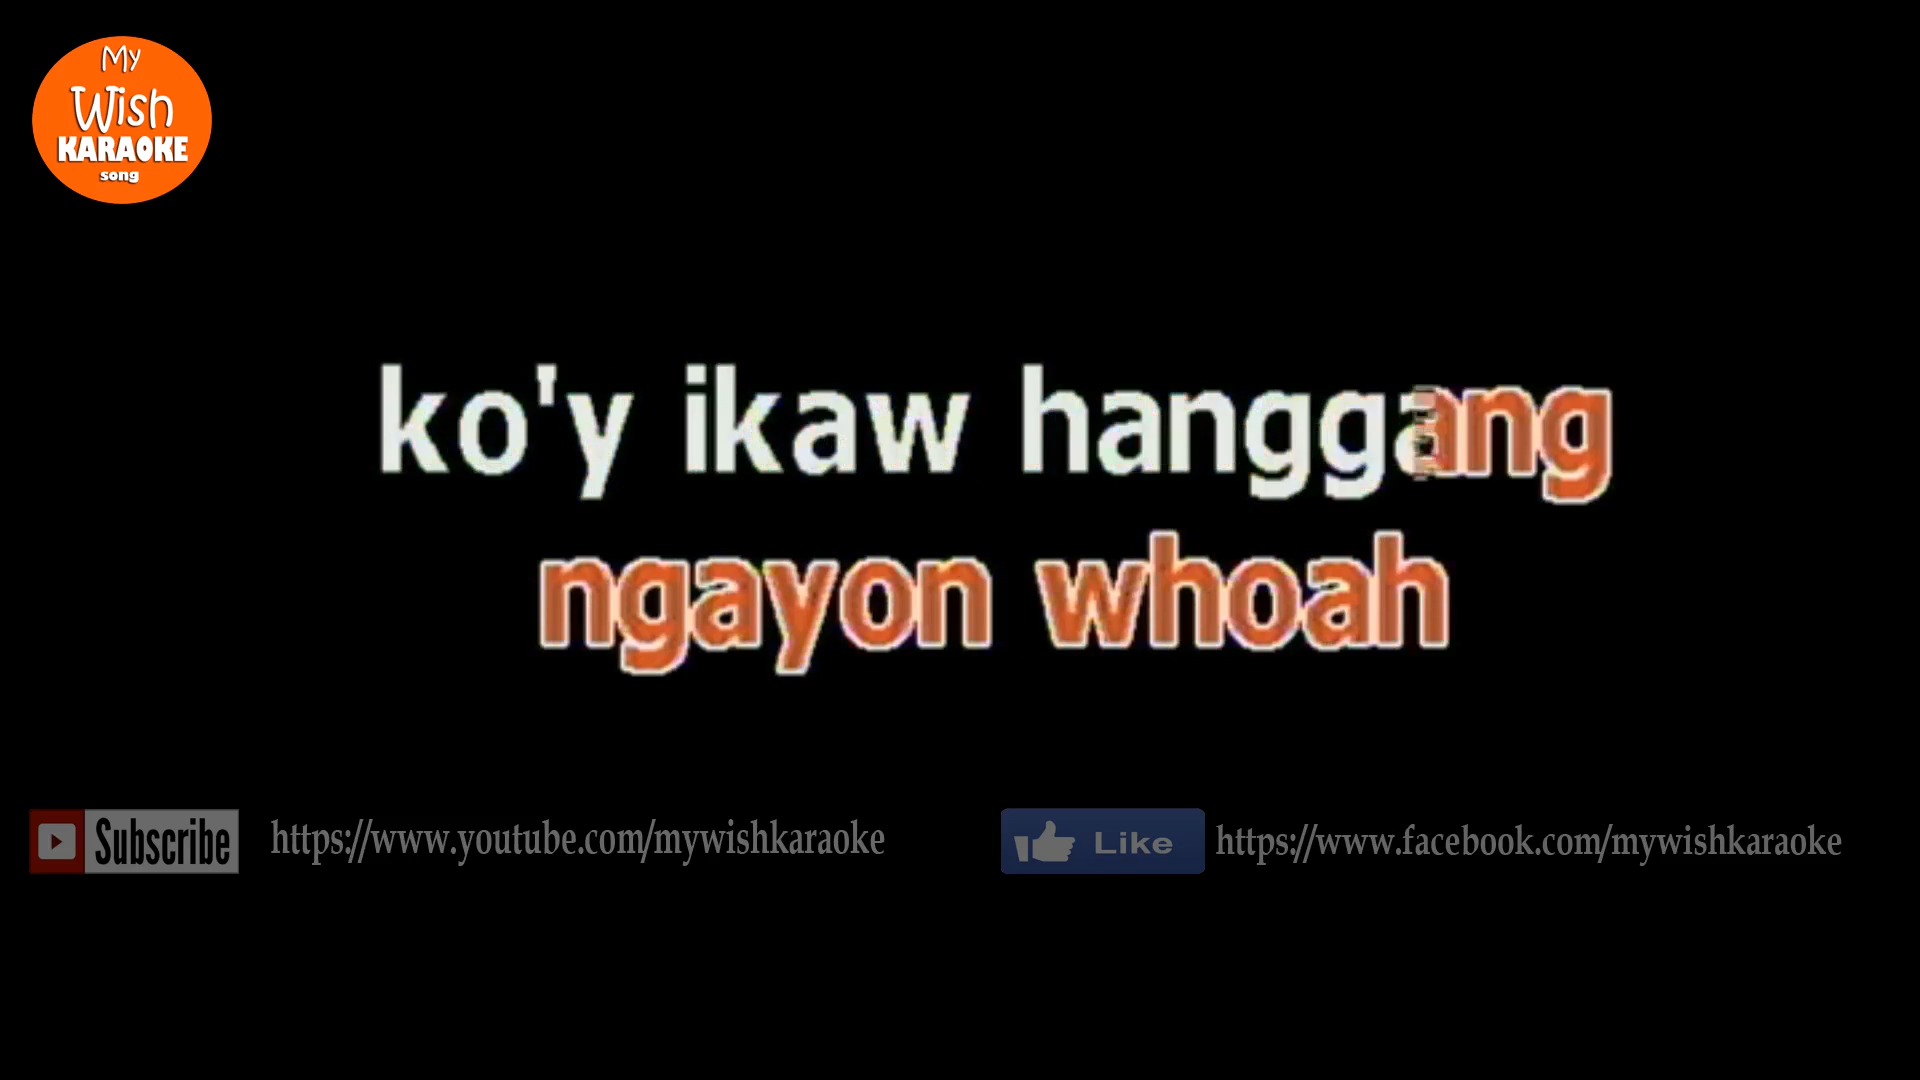 My
Wish
KARAOKE
song
ko'y ikaw hanggang
ngayon whoah
Subscribe https://www.youtube.com/mywishkaraoke Like https://www.facebook.com/mywishkaraoke